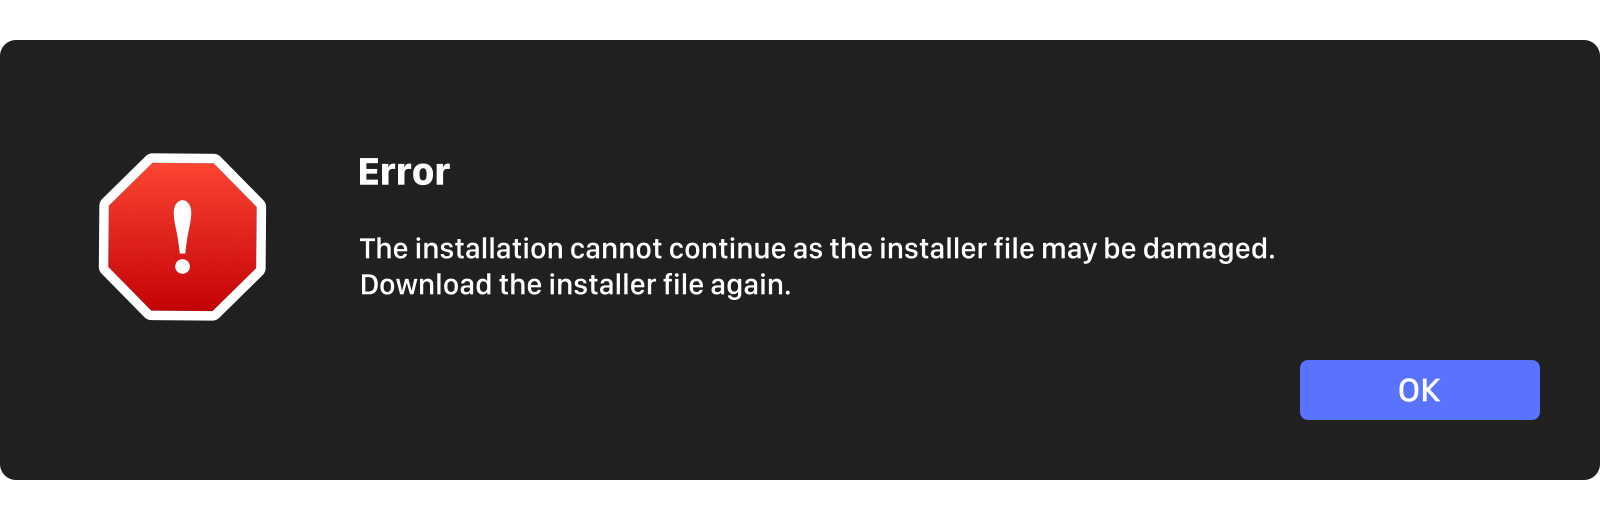 !
Error
The installation cannot continue as the installer file may be damaged.
Download the installer file again.
OK